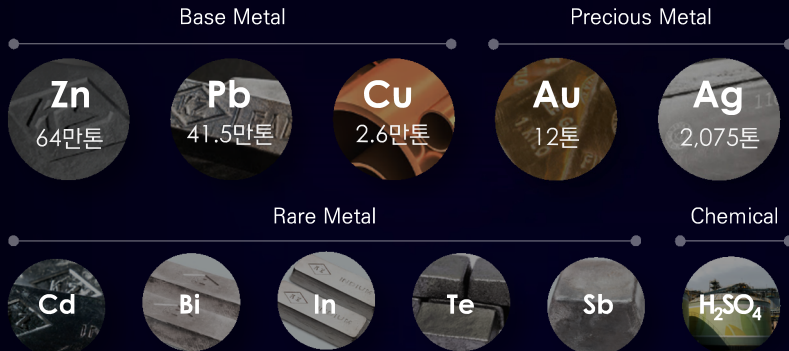 Base Metal
Precious Metal
Zn
64만톤
Pb
41.5만톤
Cu
2.6만톤
Au
12톤
Ag
2,075톤
Rare Metal
Chemical
Cd
Bi
In
Te
Sb
H₂SO₄